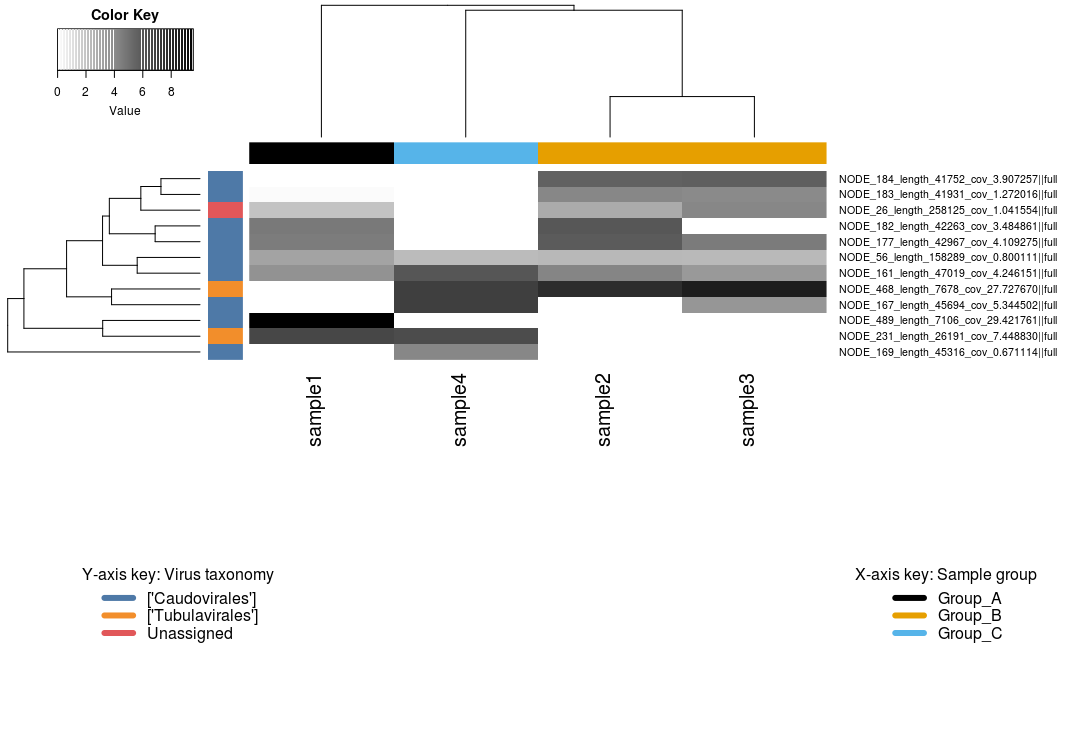 Color Key
0 2 4 6 8
Value
NODE_184_length_41752_cov_3.907257||full
NODE_183_length_41931_cov_1.272016||full
NODE_26_length_258125_cov_1.041554||full
NODE_182_length_42263_cov_3.484861||full
NODE_177_length_42967_cov_4.109275||full
NODE_56_length_158289_cov_0.800111||full
NODE_161_length_47019_cov_4.246151||full
NODE_468_length_7678_cov_27.727670||full
NODE_167_length_45694_cov_5.344502||full
NODE_489_length_7106_cov_29.421761||full
NODE_231_length_26191_cov_7.448830||full
NODE_169_length_45316_cov_0.671114||full
sample1
sample4
sample2
sample3
Y-axis key: Virus taxonomy
['Caudovirales']
['Tubulavirales']
Unassigned
X-axis key: Sample group
Group_A
Group_B
Group_C